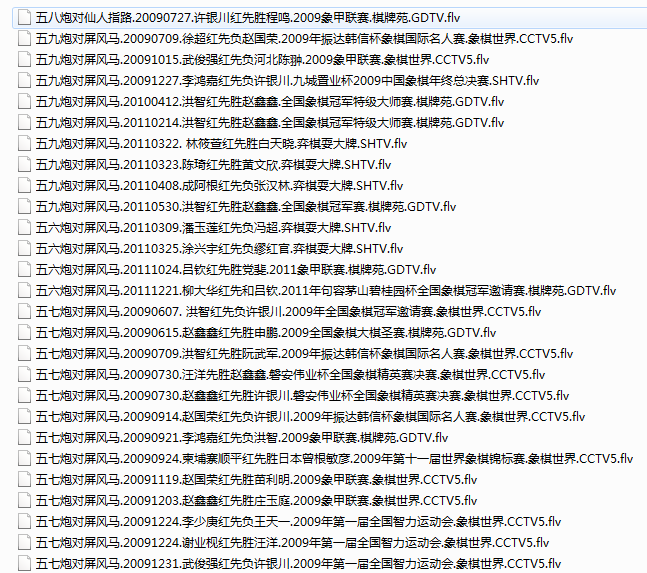 五八炮对仙人指路.20090727.许银川红先胜程鸣.2009象甲联赛.棋牌苑.GDTV.flv
五九炮对屏风马.20090709.徐超红先负赵国荣.2009年振达韩信杯象棋国际名人赛.象棋世界.CCTV5.flv
五九炮对屏风马.20091015.武俊强红先负河北陈翀.2009象甲联赛.象棋世界.CCTV5.flv
五九炮对屏风马.20091227.李鸿嘉红先负许银川.九城置业杯2009中国象棋年终总决赛.SHTV.flv
五九炮对屏风马.20100412.洪智红先胜赵鑫鑫.全国象棋冠军特级大师赛.棋牌苑.GDTV.flv
五九炮对屏风马.20110214.洪智红先胜赵鑫鑫.全国象棋冠军特级大师赛.棋牌苑.GDTV.flv
五九炮对屏风马.20110322. 林筱萱红先胜白天晓.弈棋耍大牌.SHTV.flv
五九炮对屏风马.20110323.陈琦红先胜黄文欣.弈棋耍大牌.SHTV.flv
五九炮对屏风马.20110408.成阿根红先负张汉林.弈棋耍大牌.SHTV.flv
五九炮对屏风马.20110530.洪智红先胜赵鑫鑫.全国象棋冠军赛.棋牌苑.GDTV.flv
五六炮对屏风马.20110309.潘玉莲红先负冯超.弈棋耍大牌.SHTV.flv
五六炮对屏风马.20110325.涂兴宇红先负缪红官.弈棋耍大牌.SHTV.flv
五六炮对屏风马.20111024.吕钦红先胜党斐.2011象甲联赛.棋牌苑.GDTV.flv
五六炮对屏风马.20111221.柳大华红先和吕钦.2011年句容茅山碧桂园杯全国象棋冠军邀请赛.棋牌苑.GDTV.flv
五七炮对屏风马.20090607. 洪智红先负许银川.2009年全国象棋冠军邀请赛.象棋世界.CCTV5.flv
五七炮对屏风马.20090615.赵鑫鑫红先胜申鹏.2009全国象棋大棋圣赛.棋牌苑.GDTV.flv
五七炮对屏风马.20090709.洪智红先胜阮武军.2009年振达韩信杯象棋国际名人赛.象棋世界.CCTV5.flv
五七炮对屏风马.20090730.汪洋先胜赵鑫鑫.磐安伟业杯全国象棋精英赛决赛.象棋世界.CCTV5.flv
五七炮对屏风马.20090730.赵鑫鑫红先胜许银川.磐安伟业杯全国象棋精英赛决赛.象棋世界.CCTV5.flv
五七炮对屏风马.20090914.赵国荣红先负许银川.2009年振达韩信杯象棋国际名人赛.象棋世界.CCTV5.flv
五七炮对屏风马.20090921.李鸿嘉红先负洪智.2009象甲联赛.棋牌苑.GDTV.flv
五七炮对屏风马.20090924.柬埔寨顺平红先胜日本曾根敏彦.2009年第十一届世界象棋锦标赛.象棋世界.CCTV5.flv
五七炮对屏风马.20091119.赵国荣红先胜苗利明.2009象甲联赛.象棋世界.CCTV5.flv
五七炮对屏风马.20091203.赵鑫鑫红先胜庄玉庭.2009象甲联赛.象棋世界.CCTV5.flv
五七炮对屏风马.20091224.李少庚红先负王天一.2009年第一届全国智力运动会.象棋世界.CCTV5.flv
五七炮对屏风马.20091224.谢业枧红先胜汪洋.2009年第一届全国智力运动会.象棋世界.CCTV5.flv
五七炮对屏风马.20091231.武俊强红先负许银川.2009年第一届全国智力运动会.象棋世界.CCTV5.flv